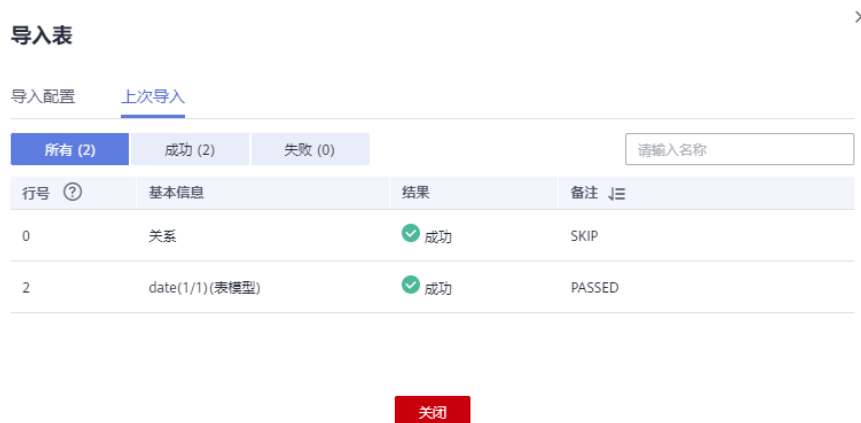 导入表
导入配置 上次导入
所有 (2) 成功 (2) 失败 (0) 请输入名称
行号 ? 基本信息 结果 备注
0 关系 成功 SKIP
2 date(1/1)(表模型) 成功 PASSED
关闭